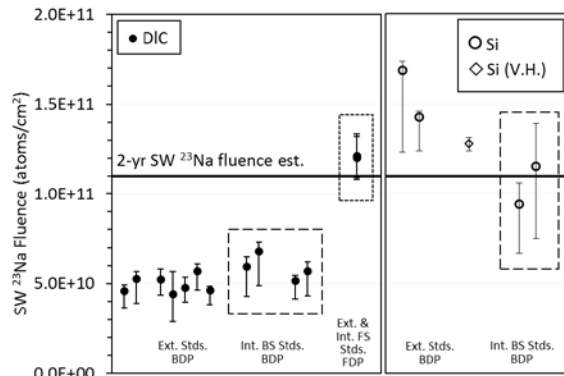 2.0E+11
1.5E+11
1.0E+11
5.0E+10
0.0E+00
SW ²³Na Fluence (atoms/cm²)
DlC
2-yr SW ²³Na fluence est.
Ext. Stds.
BDP
Int. BS Stds.
BDP
Ext. &
Int. FS
Stds.
FDP
Si
Si (V.H.)
Ext. Stds.
BDP
Int. BS Stds.
BDP